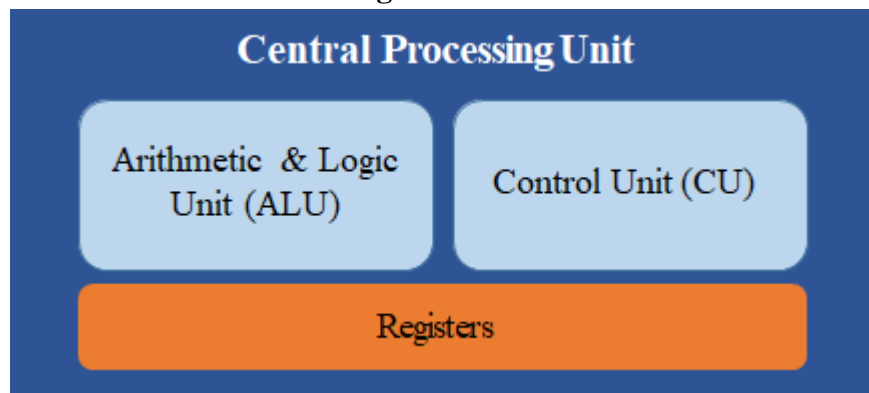 Central Processing Unit
Arithmetic & Logic
Unit (ALU)
Control Unit (CU)
Registers